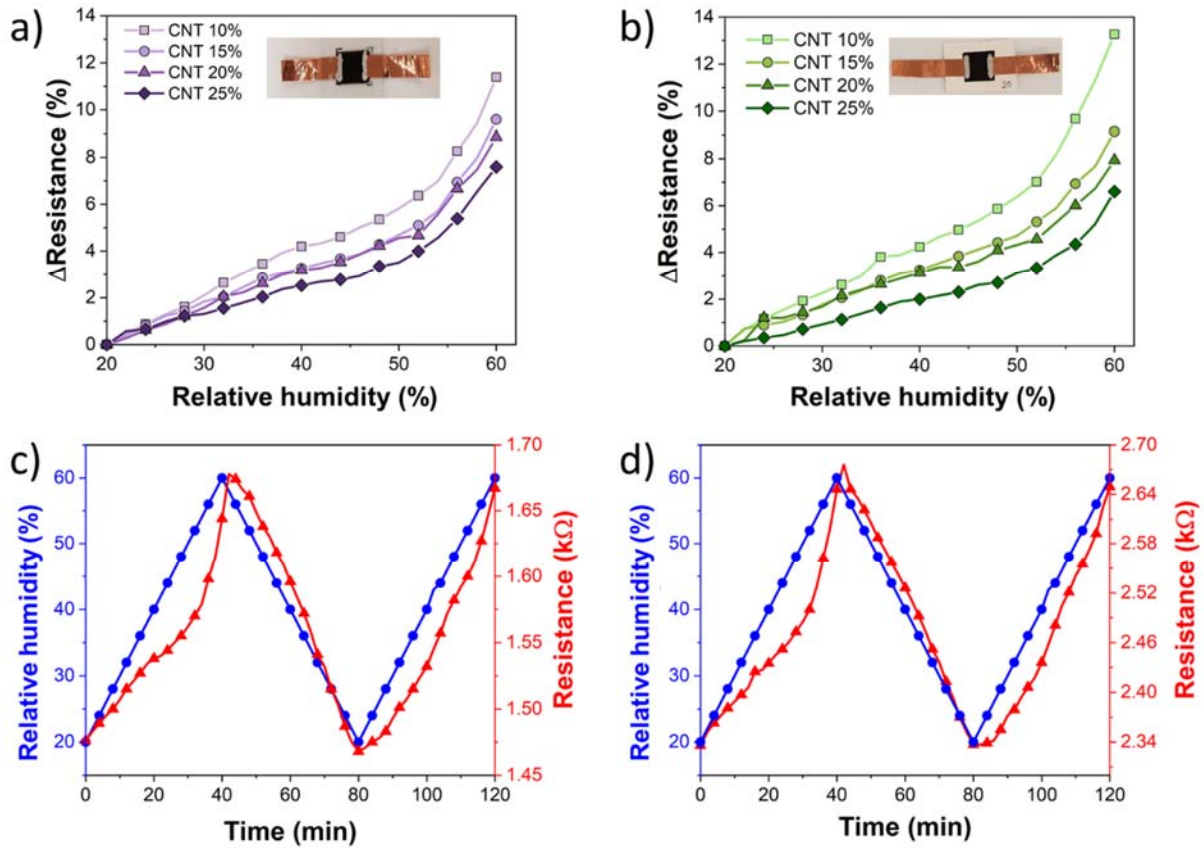 a)
CNT 10%
CNT 15%
CNT 20%
CNT 25%
ΔResistance (%)
14
12
10
8
6
4
2
0
20
30
40
50
60
Relative humidity (%)
b)
CNT 10%
CNT 15%
CNT 20%
CNT 25%
ΔResistance (%)
14
12
10
8
6
4
2
0
20
30
40
50
60
Relative humidity (%)
c)
Relative humidity (%)
60
50
40
30
20
1.70
1.65
1.60
1.55
1.50
1.45
Resistance (kΩ)
0
20
40
60
80
100
120
Time (min)
d)
Relative humidity (%)
60
50
40
30
20
2.70
2.64
2.58
2.52
2.46
2.40
2.34
Resistance (kΩ)
0
20
40
60
80
100
120
Time (min)